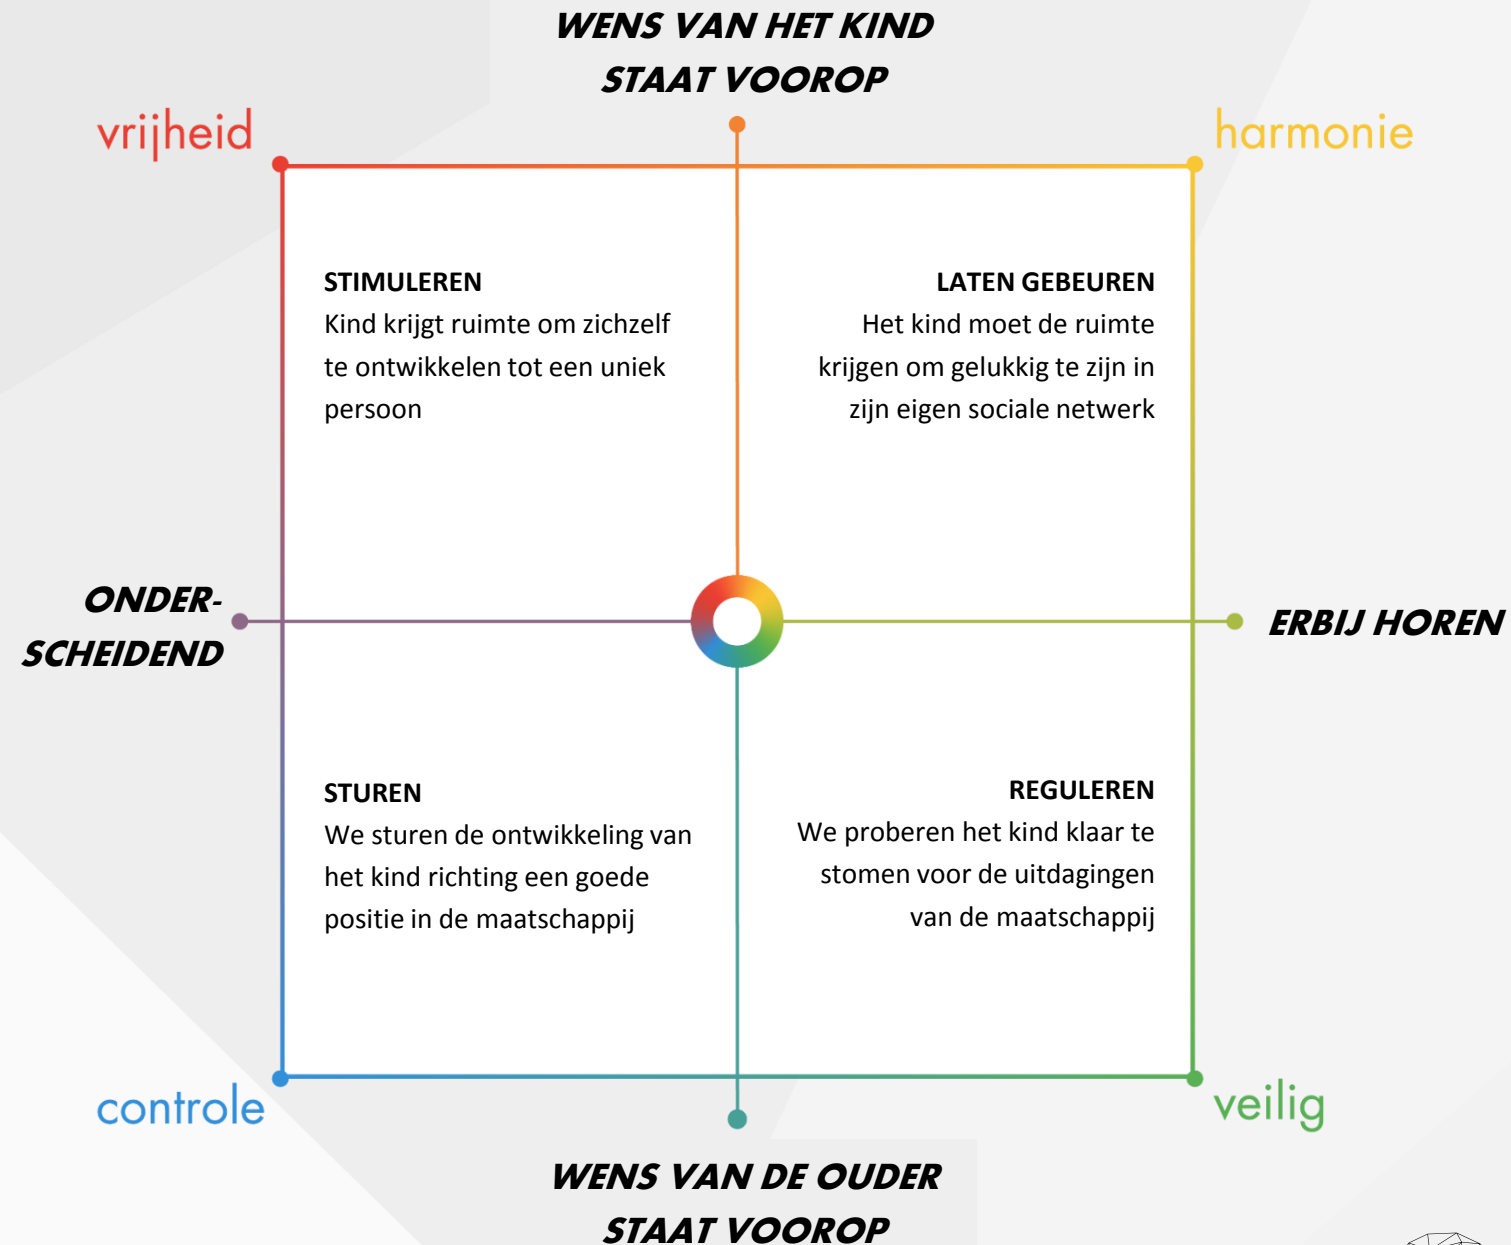 WENS VAN HET KIND
STAAT VOOROP
vrijheid
harmonie
STIMULEREN
Kind krijgt ruimte om zichzelf
te ontwikkelen tot een uniek
persoon
LATEN GEBEUREN
Het kind moet de ruimte
krijgen om gelukkig te zijn in
zijn eigen sociale netwerk
ONDER-
SCHEIDEND
ERBIJ HOREN
STUREN
We sturen de ontwikkeling van
het kind richting een goede
positie in de maatschappij
REGULEREN
We proberen het kind klaar te
stomen voor de uitdagingen
van de maatschappij
controle
veilig
WENS VAN DE OUDER
STAAT VOOROP